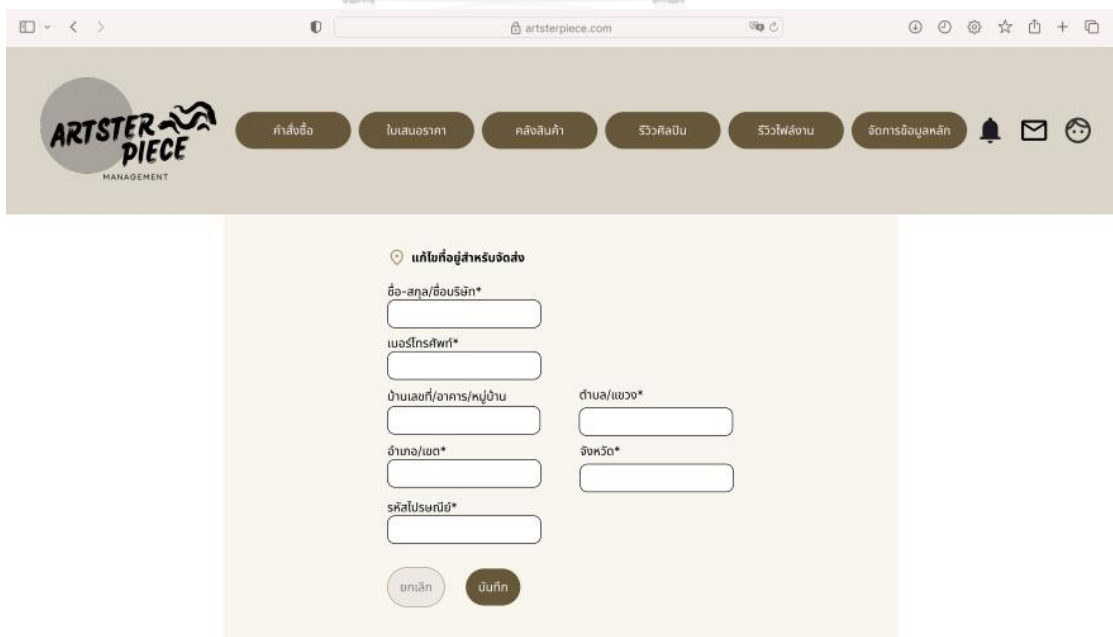 artsterpiece.com
ARTSTER
PIECE
MANAGEMENT
คำสั่งซื้อ
ใบเสนอราคา
คลังสินค้า
รีวิวศิลปิน
รีวิวไฟล์งาน
จัดการข้อมูลหลัก
แก้ไขที่อยู่สำหรับจัดส่ง
ชื่อ-สกุล/ชื่อบริษัท*
เบอร์โทรศัพท์*
บ้านเลขที่/อาคาร/หมู่บ้าน
ตำบล/แขวง*
อำเภอ/เขต*
จังหวัด*
รหัสไปรษณีย์*
ยกเลิก
บันทึก